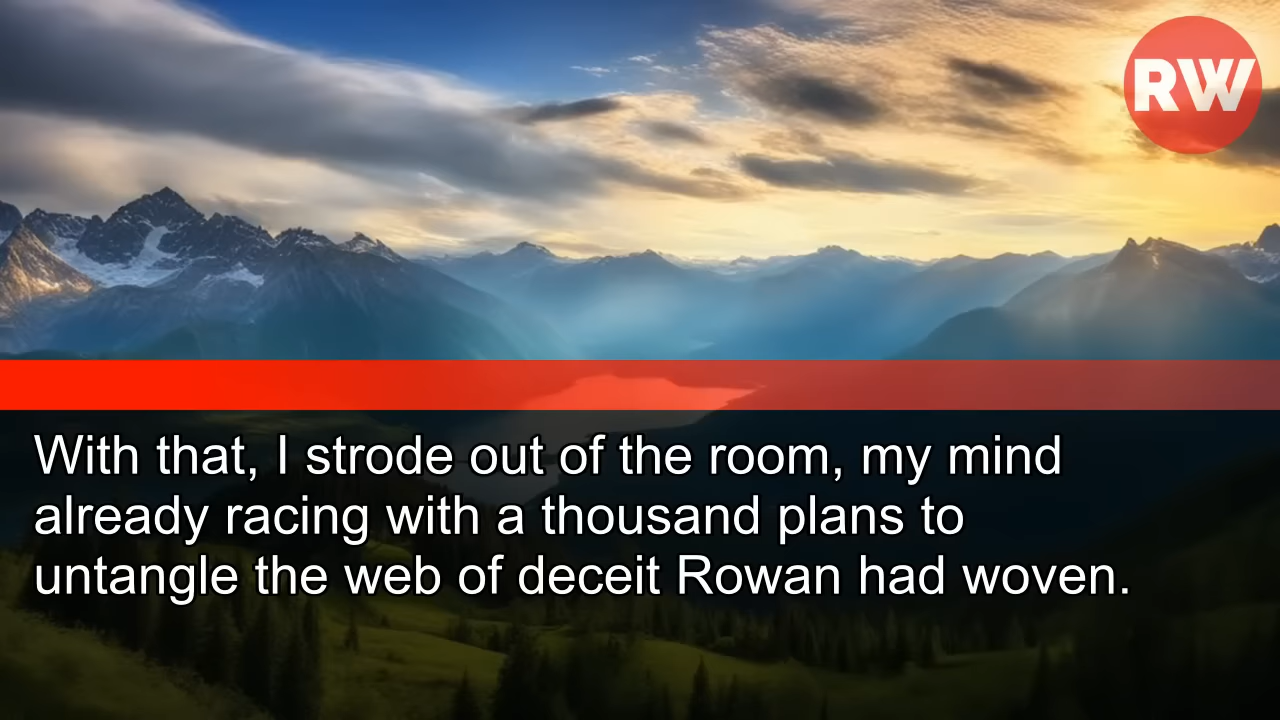 RW
With that, I strode out of the room, my mind
already racing with a thousand plans to
untangle the web of deceit Rowan had woven.